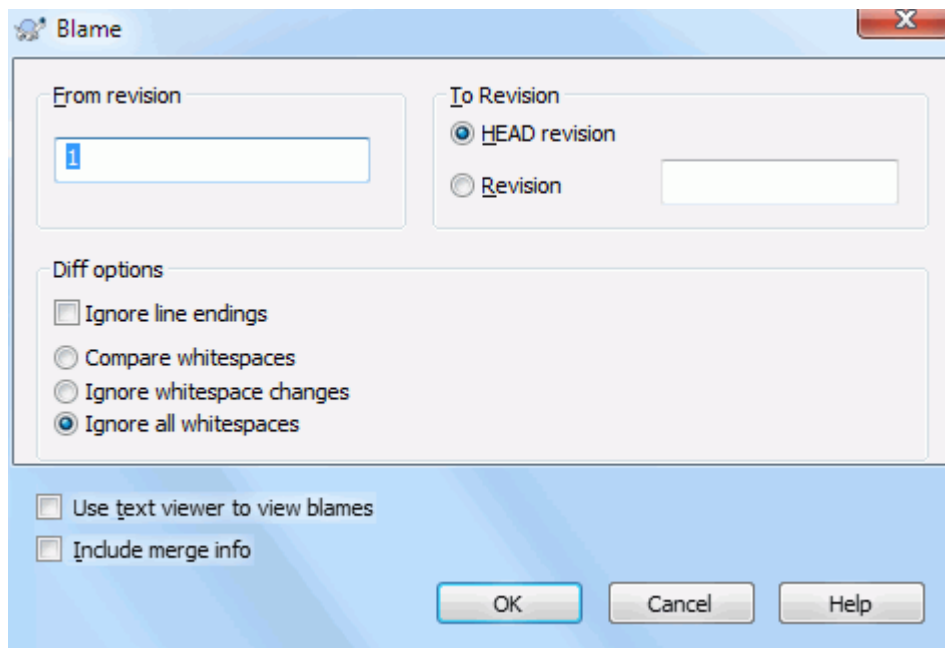 Blame
From revision
1
To Revision
HEAD revision
Revision
Diff options
Ignore line endings
Compare whitespaces
Ignore whitespace changes
Ignore all whitespaces
Use text viewer to view blames
Include merge info
OK Cancel Help